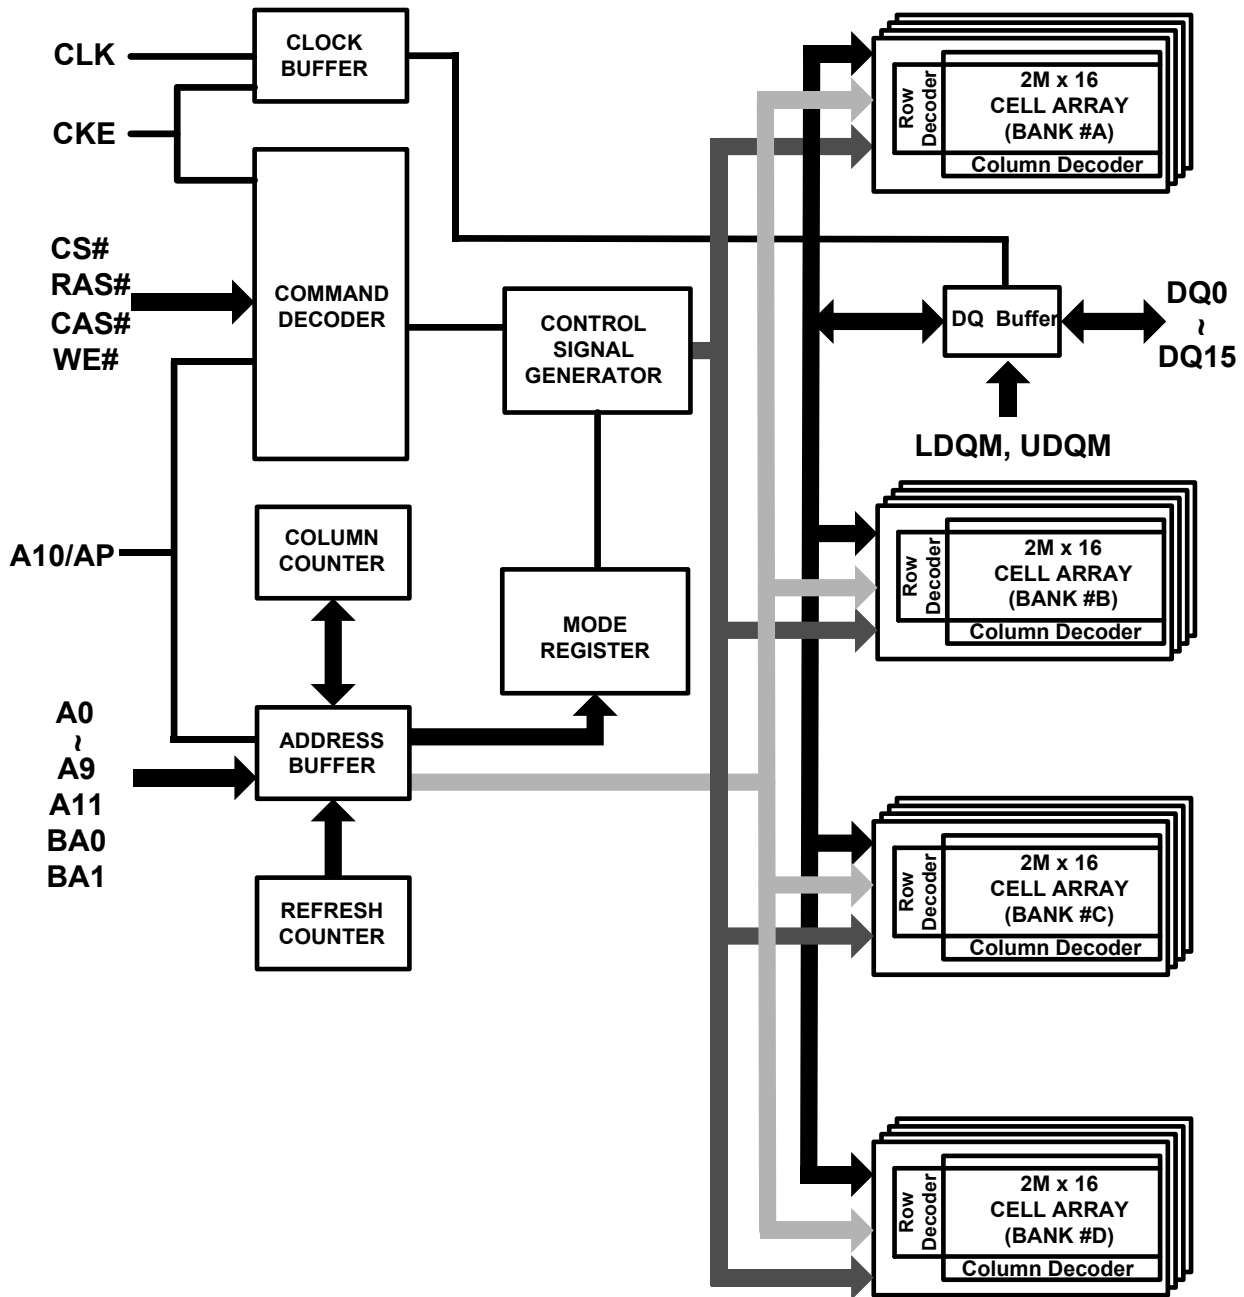 CLK
CKE
CLOCK
BUFFER
CS#
RAS#
CAS#
WE#
COMMAND
DECODER
CONTROL
SIGNAL
GENERATOR
A10/AP
COLUMN
COUNTER
MODE
REGISTER
A0
~
A9
A11
BA0
BA1
ADDRESS
BUFFER
REFRESH
COUNTER
Row
Decoder
2M x 16
CELL ARRAY
(BANK #A)
Column Decoder
DQ Buffer
DQ0
~
DQ15
LDQM, UDQM
Row
Decoder
2M x 16
CELL ARRAY
(BANK #B)
Column Decoder
Row
Decoder
2M x 16
CELL ARRAY
(BANK #C)
Column Decoder
Row
Decoder
2M x 16
CELL ARRAY
(BANK #D)
Column Decoder